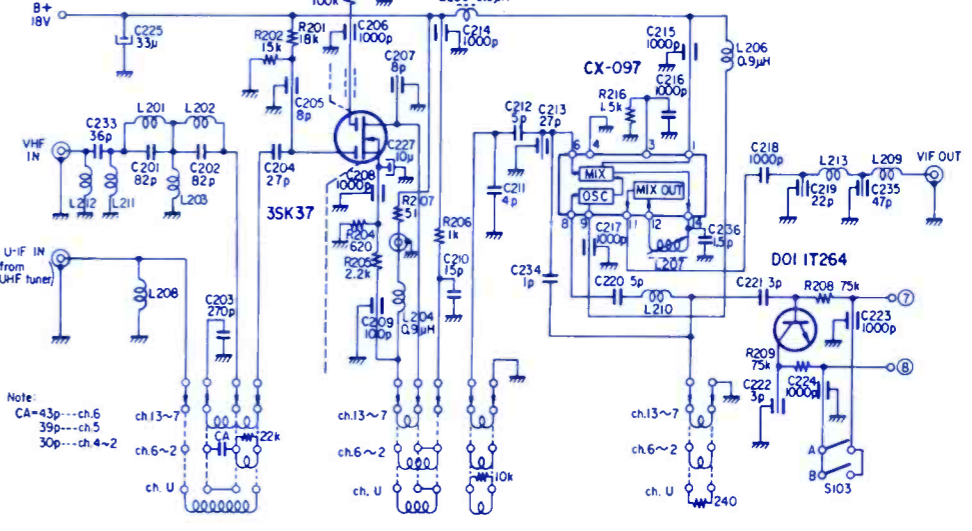 B+
18V
100k
C225
33µ
R202
15k
R201
18k
C206
1000p
C207
8p
C214
1000p
C215
1000p
L206
0.9µH
CX-097
R216
1.5k
C216
1000p
C205
8p
L201
L202
C233
36p
VHF
IN
C201
82p
C202
82p
L212
L211
L203
C204
27p
3SK37
C227
10µ
C208
1000p
C212
5p
C213
27p
6
4
3
1
MIX
OSC
MIX OUT
8
9
11
12
14
C211
4p
C218
1000p
L213
L209
VIF OUT
C219
22p
C235
47p
R207
51
R206
1k
R204
620
R205
2.2k
C210
15p
C217
1000p
L207
C236
1.5p
U-IF IN
from
UHF tuner
L208
C203
270p
C209
100p
L204
0.9µH
C234
1p
C220 5p
L210
C221 3p
D01 1T264
R208 75k
7
C223
1000p
R209
75k
8
C222
3p
C224
1000p
Note:
CA=43p---ch.6
39p---ch.5
30p---ch.4~2
ch.13~7
CA
22k
ch.6~2
ch. U
ch.13~7
ch.6~2
10k
ch. U
ch.13~7
ch.6~2
ch. U
240
A
B
S103